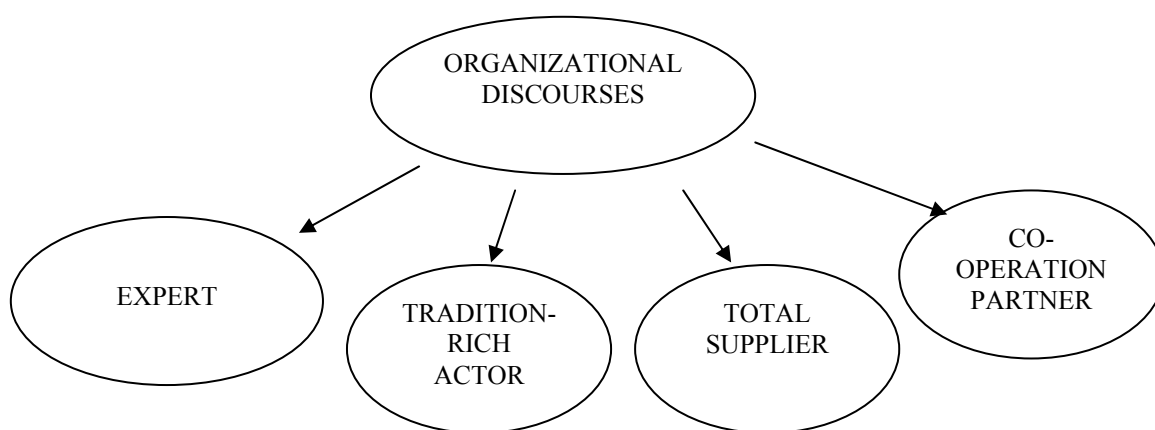 ORGANIZATIONAL
DISCOURSES
EXPERT
TRADITION-
RICH
ACTOR
TOTAL
SUPPLIER
CO-
OPERATION
PARTNER